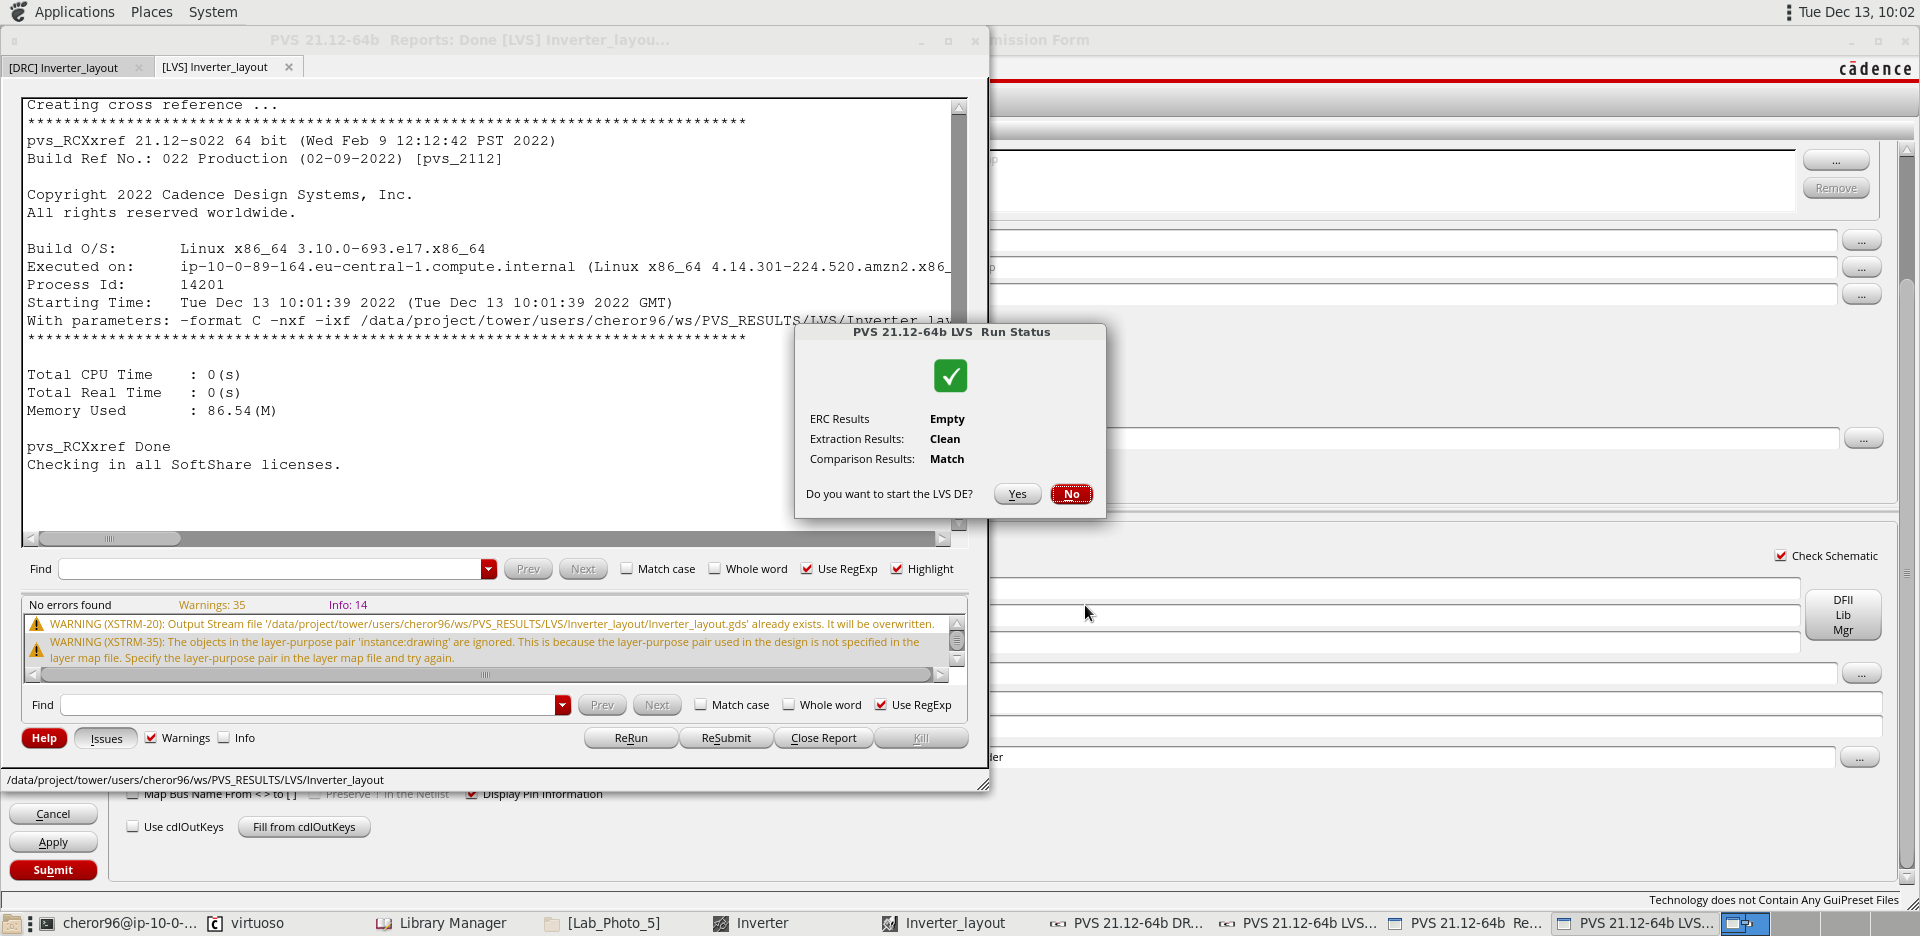 Applications Places System Tue Dec 13, 10:02
PVS 21.12-64b Reports: Done [LVS] Inverter_layou...
mission Form
[DRC] Inverter_layout [LVS] Inverter_layout
cādence
Creating cross reference ...
*******************************************************************************
pvs_RCXxref 21.12-s022 64 bit (Wed Feb 9 12:12:42 PST 2022)
Build Ref No.: 022 Production (02-09-2022) [pvs_2112]
Copyright 2022 Cadence Design Systems, Inc.
All rights reserved worldwide.
Build O/S: Linux x86_64 3.10.0-693.el7.x86_64
Executed on: ip-10-0-89-164.eu-central-1.compute.internal (Linux x86_64 4.14.301-224.520.amzn2.x86_
Process Id: 14201
Starting Time: Tue Dec 13 10:01:39 2022 (Tue Dec 13 10:01:39 2022 GMT)
With parameters: -format C -nxf -ixf /data/project/tower/users/cheror96/ws/PVS_RESULTS/LVS/Inverter_lay
*******************************************************************************
Total CPU Time : 0(s)
Total Real Time : 0(s)
Memory Used : 86.54(M)
pvs_RCXxref Done
Checking in all SoftShare licenses.
...
Remove
...
...
...
...
PVS 21.12-64b LVS Run Status
ERC Results Empty
Extraction Results: Clean
Comparison Results: Match
Do you want to start the LVS DE? Yes No
Find Prev Next Match case Whole word Use RegExp Highlight
No errors found Warnings: 35 Info: 14
WARNING (XSTRM-20): Output Stream file '/data/project/tower/users/cheror96/ws/PVS_RESULTS/LVS/Inverter_layout/Inverter_layout.gds' already exists. It will be overwritten.
WARNING (XSTRM-35): The objects in the layer-purpose pair 'instance:drawing' are ignored. This is because the layer-purpose pair used in the design is not specified in the
layer map file. Specify the layer-purpose pair in the layer map file and try again.
Find Prev Next Match case Whole word Use RegExp
Help Issues Warnings Info ReRun ReSubmit Close Report Kill
/data/project/tower/users/cheror96/ws/PVS_RESULTS/LVS/Inverter_layout
Check Schematic
DFII
Lib
Mgr
...
der ...
Map Bus Name From < > to [ ] Preserve ! in the Netlist Display Pin Information
Cancel
Use cdlOutKeys Fill from cdlOutKeys
Apply
Submit
Technology does not Contain Any GuiPreset Files
cheror96@ip-10-0-... virtuoso Library Manager [Lab_Photo_5] Inverter Inverter_layout PVS 21.12-64b DR... PVS 21.12-64b LVS... PVS 21.12-64b Re... PVS 21.12-64b LVS...